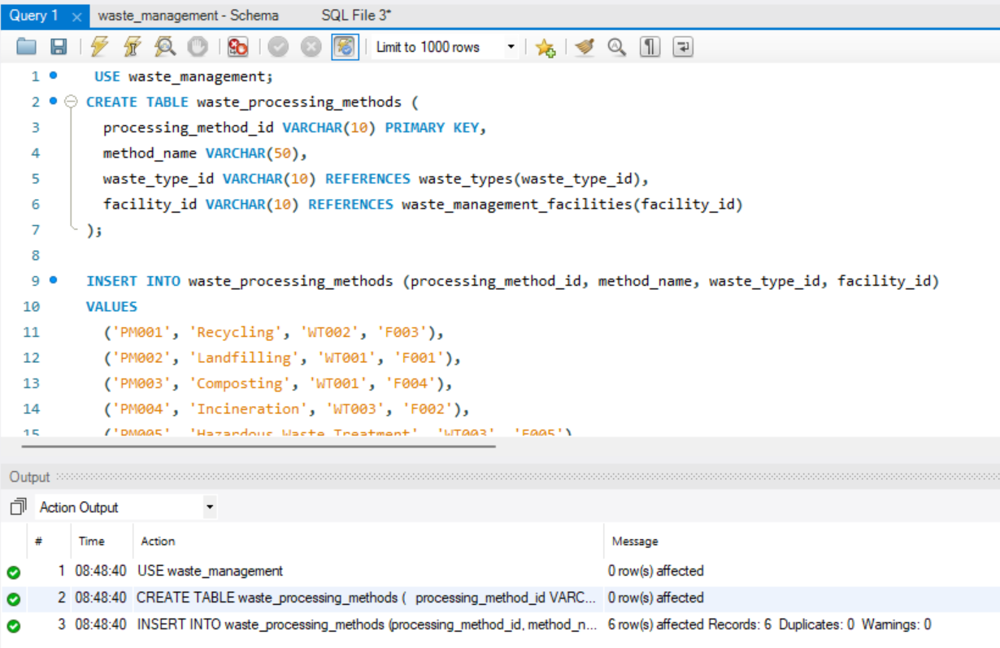 Query 1 × waste_management - Schema SQL File 3*
Limit to 1000 rows
1 USE waste_management;
2 CREATE TABLE waste_processing_methods (
3 processing_method_id VARCHAR(10) PRIMARY KEY,
4 method_name VARCHAR(50),
5 waste_type_id VARCHAR(10) REFERENCES waste_types(waste_type_id),
6 facility_id VARCHAR(10) REFERENCES waste_management_facilities(facility_id)
7 );
8
9 INSERT INTO waste_processing_methods (processing_method_id, method_name, waste_type_id, facility_id)
10 VALUES
11 ('PM001', 'Recycling', 'WT002', 'F003'),
12 ('PM002', 'Landfilling', 'WT001', 'F001'),
13 ('PM003', 'Composting', 'WT001', 'F004'),
14 ('PM004', 'Incineration', 'WT003', 'F002'),
15 ('PM005', 'Hazardous Waste Treatment', 'WT003', 'F005')
Output
Action Output
# Time Action Message
1 08:48:40 USE waste_management 0 row(s) affected
2 08:48:40 CREATE TABLE waste_processing_methods ( processing_method_id VARC... 0 row(s) affected
3 08:48:40 INSERT INTO waste_processing_methods (processing_method_id, method_n... 6 row(s) affected Records: 6 Duplicates: 0 Warnings: 0